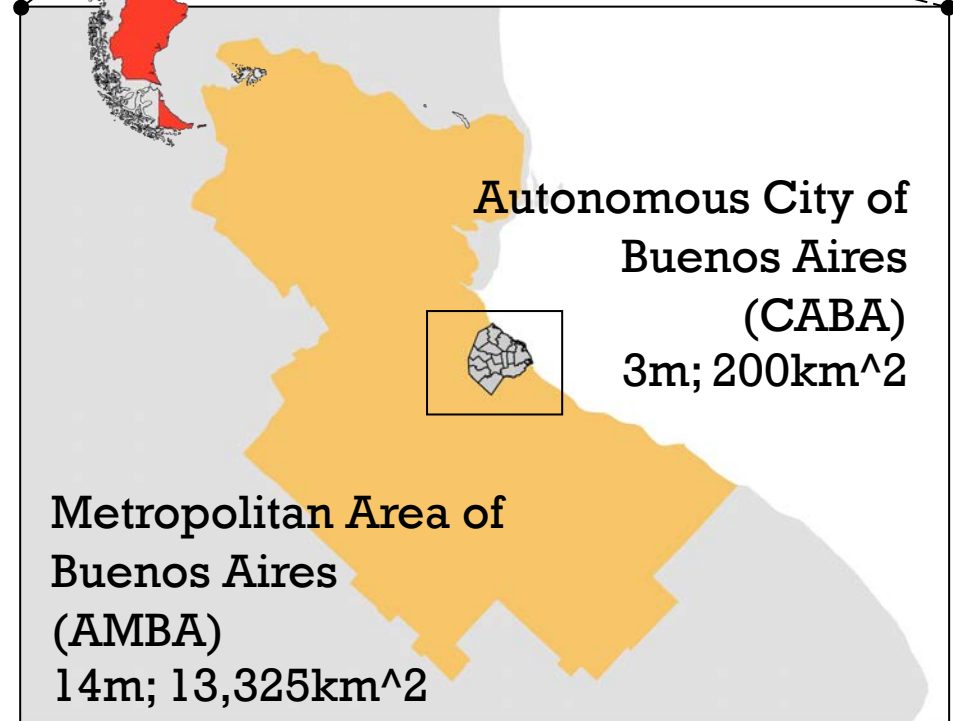 Autonomous City of
Buenos Aires
(CABA)
3m; 200km^2
Metropolitan Area of
Buenos Aires
(AMBA)
14m; 13,325km^2